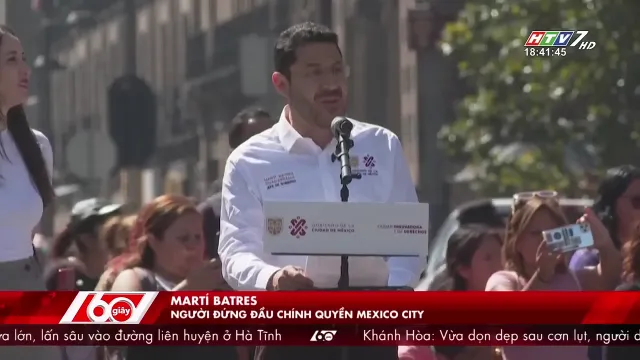 HTV7 HD
18:41:45
GOBIERNO DE LA
CIUDAD DE MÉXICO
60 giây
MARTÍ BATRES
NGƯỜI ĐỨNG ĐẦU CHÍNH QUYỀN MEXICO CITY
ưa lớn, lấn sâu vào đường liên huyện ở Hà Tĩnh 60 Khánh Hòa: Vừa dọn dẹp sau cơn lụt, người d